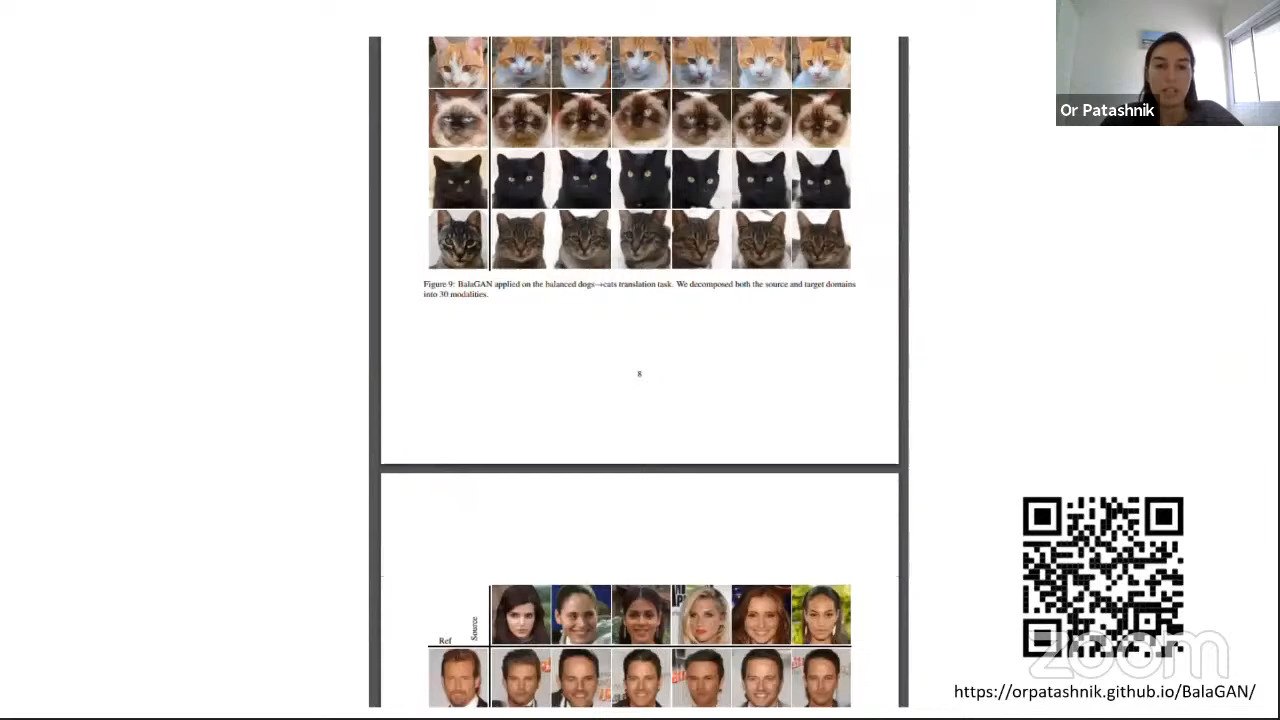 Or Patashnik
Figure 9: BalaGAN applied on the balanced dogs→cats translation task. We decomposed both the source and target domains
into 30 modalities.
8
Ref
Source
zoom
https://orpatashnik.github.io/BalaGAN/